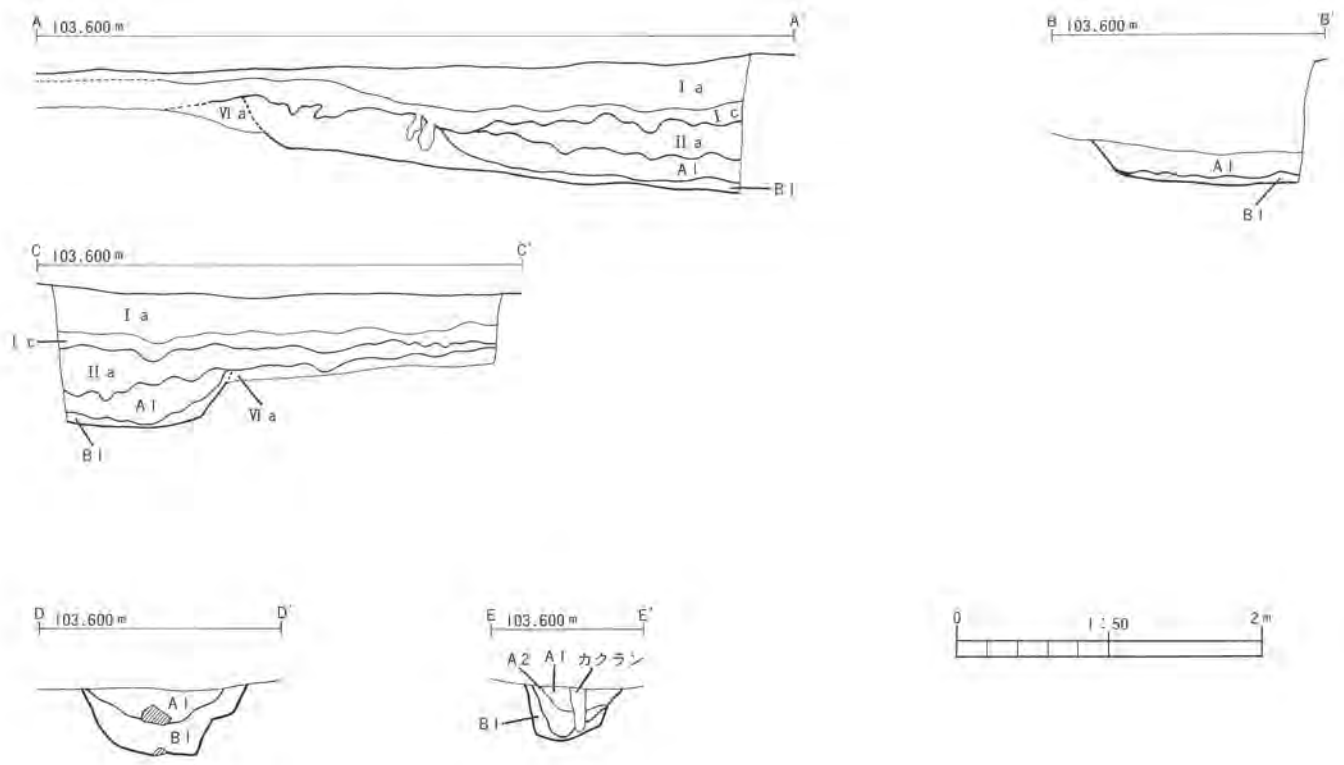 A 103.600m A'
Ⅰa
Ⅰc
Ⅵa
Ⅱa
A1
B1
B 103.600m B'
A1
B1
C 103.600m C'
Ⅰa
Ⅰc
Ⅱa
A1
Ⅵa
B1
D 103.600m D'
A1
B1
E 103.600m E'
A2 A1 カクラン
B1
0 1:50 2m